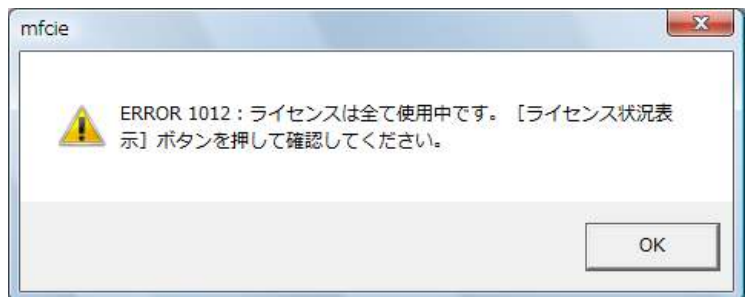 mfcie
ERROR 1012：ライセンスは全て使用中です。［ライセンス状況表
示］ボタンを押して確認してください。
OK